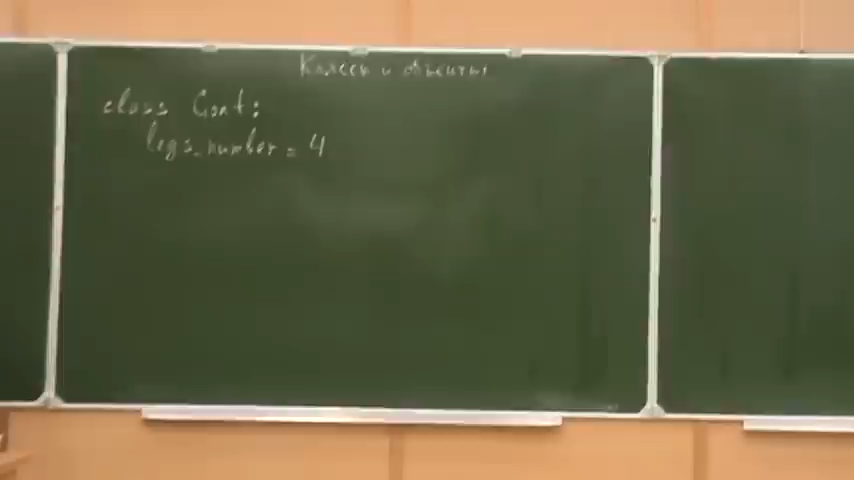 Классы и объекты
class Goat:
legs_number = 4